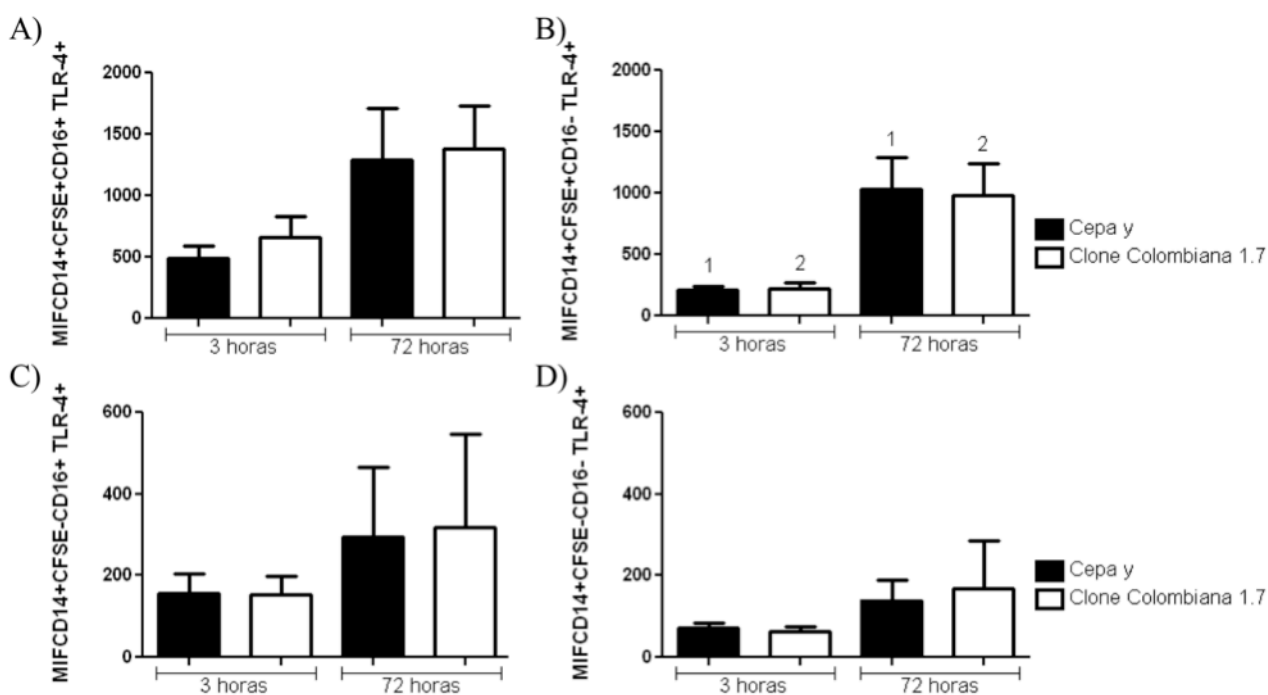 A)
MIFCD14+CFSE+CD16+ TLR-4+
2000
1500
1000
500
0
3 horas
72 horas
B)
MIFCD14+CFSE+CD16- TLR-4+
2000
1500
1000
500
0
1
2
1
2
3 horas
72 horas
Cepa y
Clone Colombiana 1.7
C)
MIFCD14+CFSE-CD16+ TLR-4+
600
400
200
0
3 horas
72 horas
D)
MIFCD14+CFSE-CD16- TLR-4+
600
400
200
0
3 horas
72 horas
Cepa y
Clone Colombiana 1.7